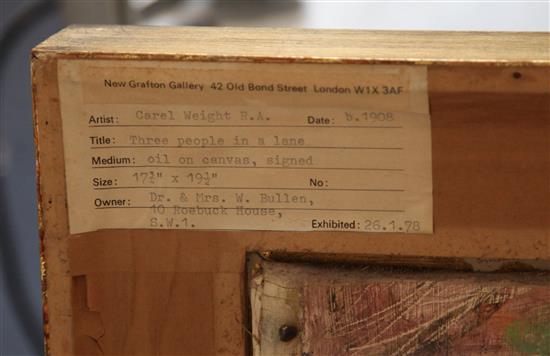 New Grafton Gallery 42 Old Bond Street London W1X 3AF
Artist: Carel Weight R.A. Date: b.1908
Title: Three people in a lane
Medium: oil on canvas, signed
Size: 17¾" x 19½" No:
Owner: Dr. & Mrs. W. Bullen,
10 Roebuck House,
S.W.1. Exhibited: 26.1.78